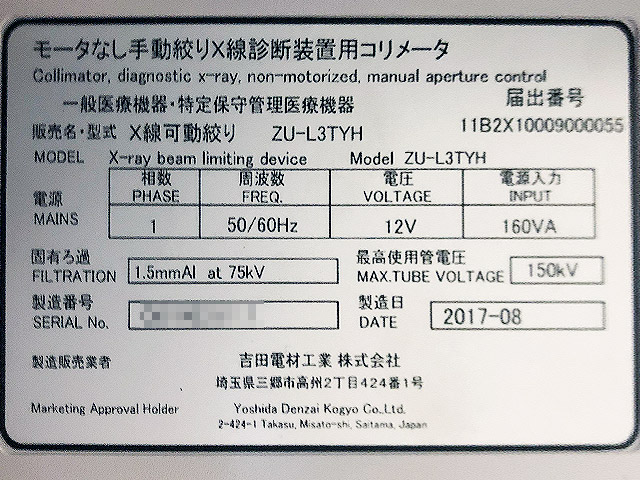 モータなし手動絞りX線診断装置用コリメータ
Collimator, diagnostic x-ray, non-motorized, manual aperture control
一般医療機器・特定保守管理医療機器
届出番号
11B2X10009000055
販売名・型式 X線可動絞り ZU-L3TYH
MODEL X-ray beam limiting device Model ZU-L3TYH
電源
MAINS
相数 周波数 電圧 電源入力
PHASE FREQ. VOLTAGE INPUT
1 50/60Hz 12V 160VA
固有ろ過
FILTRATION 1.5mmAl at 75kV
最高使用管電圧
MAX.TUBE VOLTAGE 150kV
製造番号
SERIAL No.
製造日
DATE 2017-08
製造販売業者 吉田電材工業 株式会社
埼玉県三郷市高州2丁目424番1号
Marketing Approval Holder Yoshida Denzai Kogyo Co.,Ltd.
2-424-1 Takasu, Misato-shi, Saitama, Japan